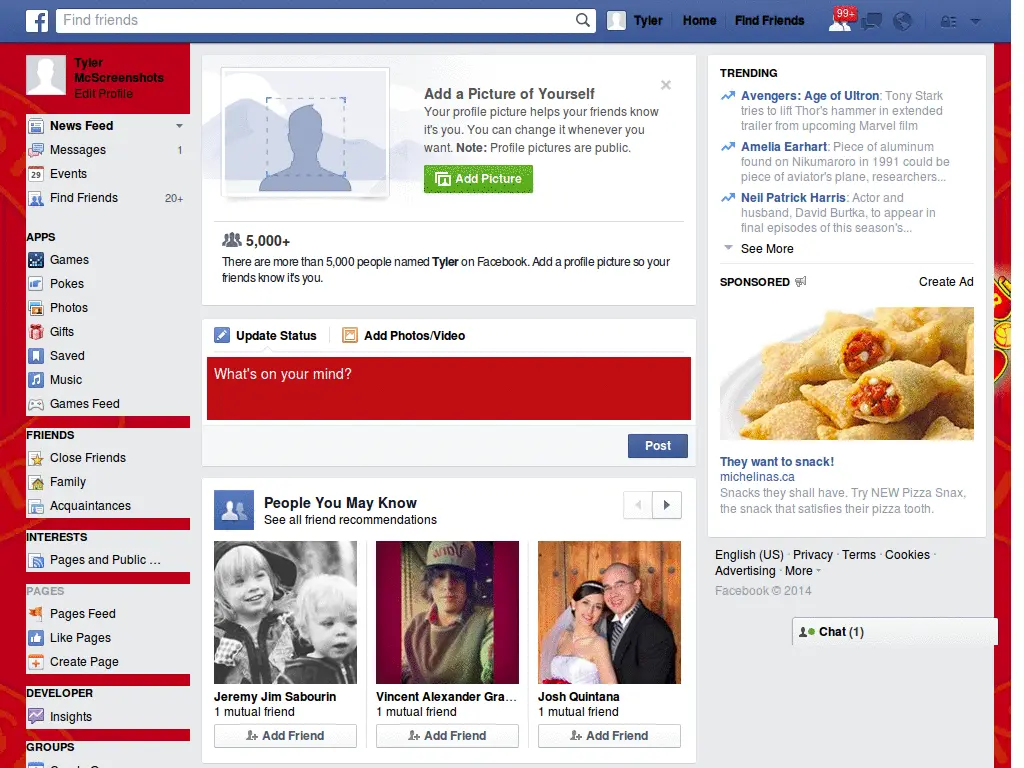 f
Find friends
Tyler
Home
Find Friends
99+
Tyler
McScreenshots
Edit Profile
News Feed
Messages 1
29
Events
Find Friends 20+
APPS
Games
Pokes
Photos
Gifts
Saved
Music
Games Feed
FRIENDS
Close Friends
Family
Acquaintances
INTERESTS
Pages and Public ...
PAGES
Pages Feed
Like Pages
Create Page
DEVELOPER
Insights
GROUPS
Add a Picture of Yourself
Your profile picture helps your friends know
it's you. You can change it whenever you
want. Note: Profile pictures are public.
Add Picture
5,000+
There are more than 5,000 people named Tyler on Facebook. Add a profile picture so your
friends know it's you.
Update Status
Add Photos/Video
What's on your mind?
Post
People You May Know
See all friend recommendations
Jeremy Jim Sabourin
1 mutual friend
Add Friend
Vincent Alexander Gra...
1 mutual friend
Add Friend
Josh Quintana
1 mutual friend
Add Friend
TRENDING
Avengers: Age of Ultron: Tony Stark
tries to lift Thor's hammer in extended
trailer from upcoming Marvel film
Amelia Earhart: Piece of aluminum
found on Nikumaroro in 1991 could be
piece of aviator's plane, researchers...
Neil Patrick Harris: Actor and
husband, David Burtka, to appear in
final episodes of this season's...
See More
SPONSORED
Create Ad
They want to snack!
michelinas.ca
Snacks they shall have. Try NEW Pizza Snax,
the snack that satisfies their pizza tooth.
English (US) · Privacy · Terms · Cookies ·
Advertising · More
Facebook © 2014
Chat (1)